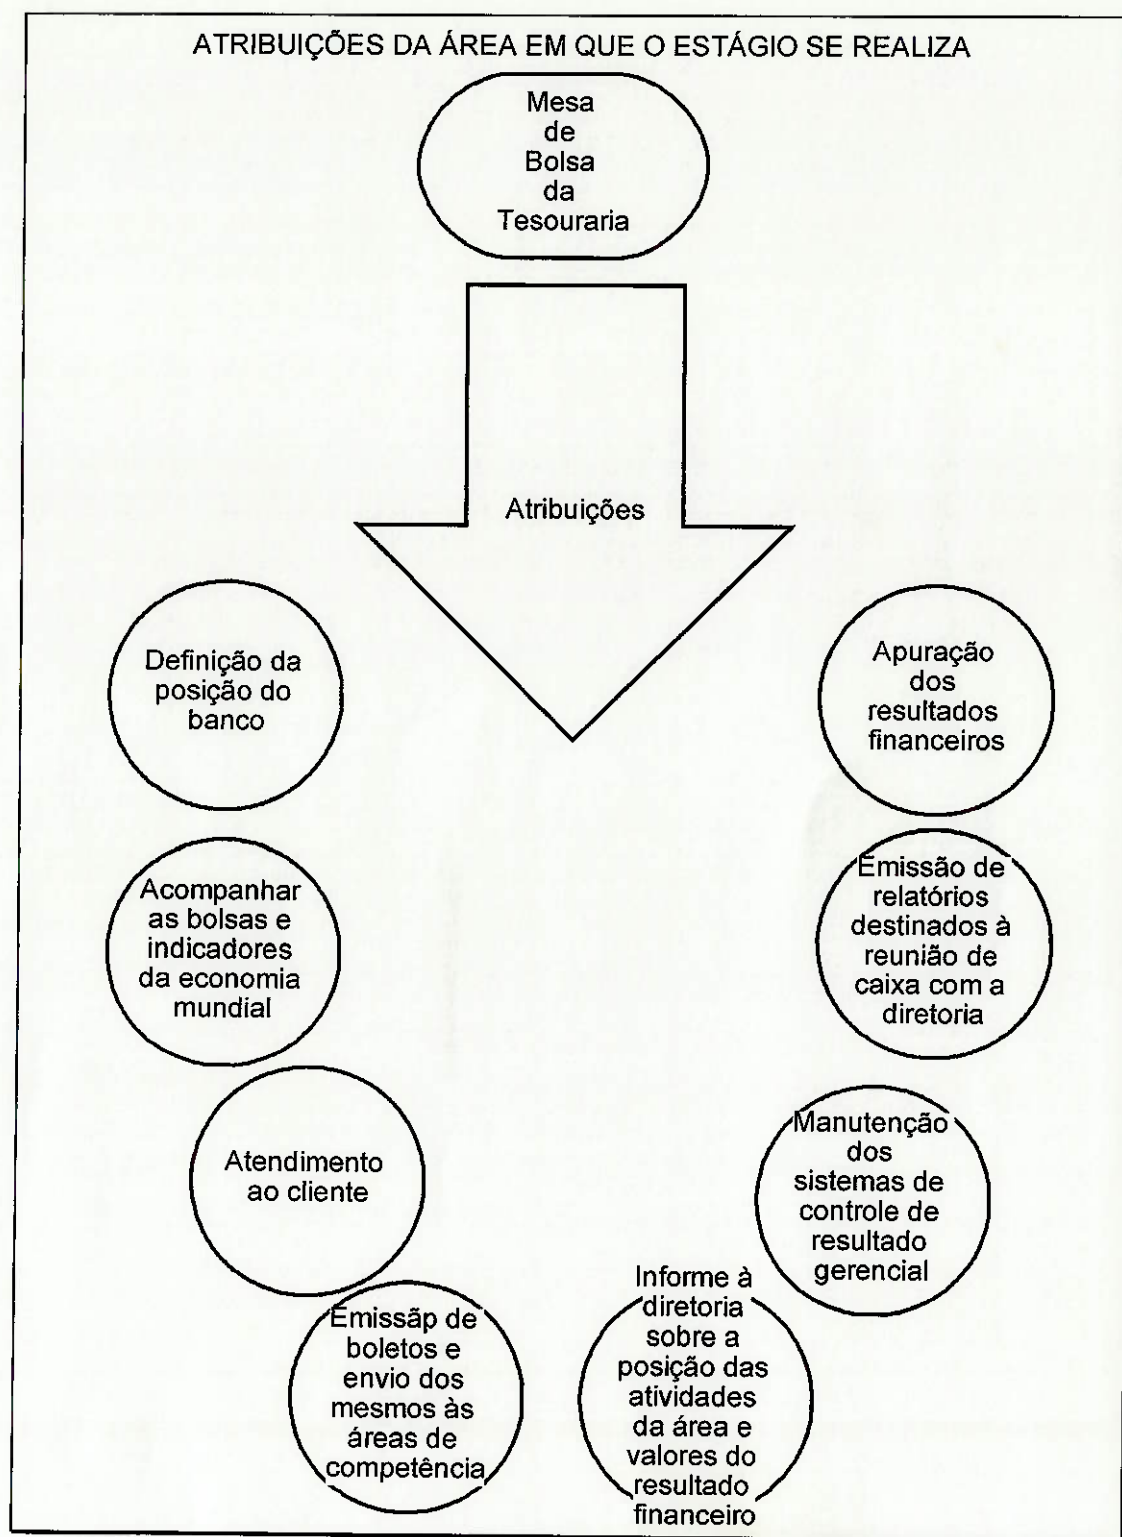 ATRIBUIÇÕES DA ÁREA EM QUE O ESTÁGIO SE REALIZA
Mesa
de
Bolsa
da
Tesouraria
Atribuições
Definição da
posição do
banco
Acompanhar
as bolsas e
indicadores
da economia
mundial
Atendimento
ao cliente
Emissãp de
boletos e
envio dos
mesmos às
áreas de
competência
Informe à
diretoria
sobre a
posição das
atividades
da área e
valores do
resultado
financeiro
Manutenção
dos
sistemas de
controle de
resultado
gerencial
Emissão de
relatórios
destinados à
reunião de
caixa com a
diretoria
Apuração
dos
resultados
financeiros